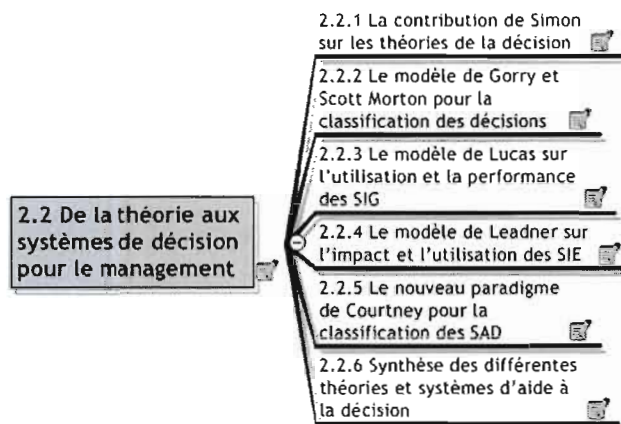 2.2 De la théorie aux
systèmes de décision
pour le management
2.2.1 La contribution de Simon
sur les théories de la décision
2.2.2 Le modèle de Gorry et
Scott Morton pour la
classification des décisions
2.2.3 Le modèle de Lucas sur
l'utilisation et la performance
des SIG
2.2.4 Le modèle de Leadner sur
l'impact et l'utilisation des SIE
2.2.5 Le nouveau paradigme
de Courtney pour la
classification des SAD
2.2.6 Synthèse des différentes
théories et systèmes d'aide à
la décision